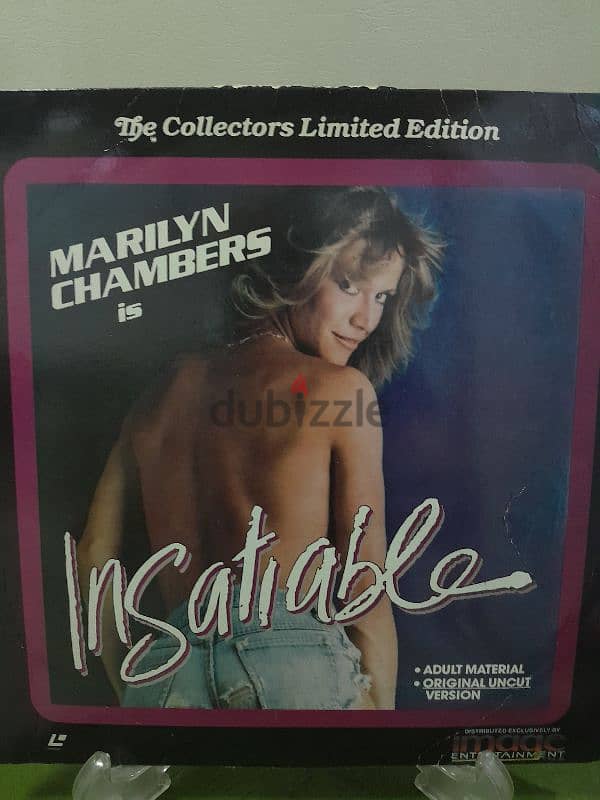 The Collectors Limited Edition
MARILYN
CHAMBERS
is
dubizzle
Insatiable
• ADULT MATERIAL
• ORIGINAL UNCUT
VERSION
DISTRIBUTED EXCLUSIVELY BY
image
ENTERTAINMENT